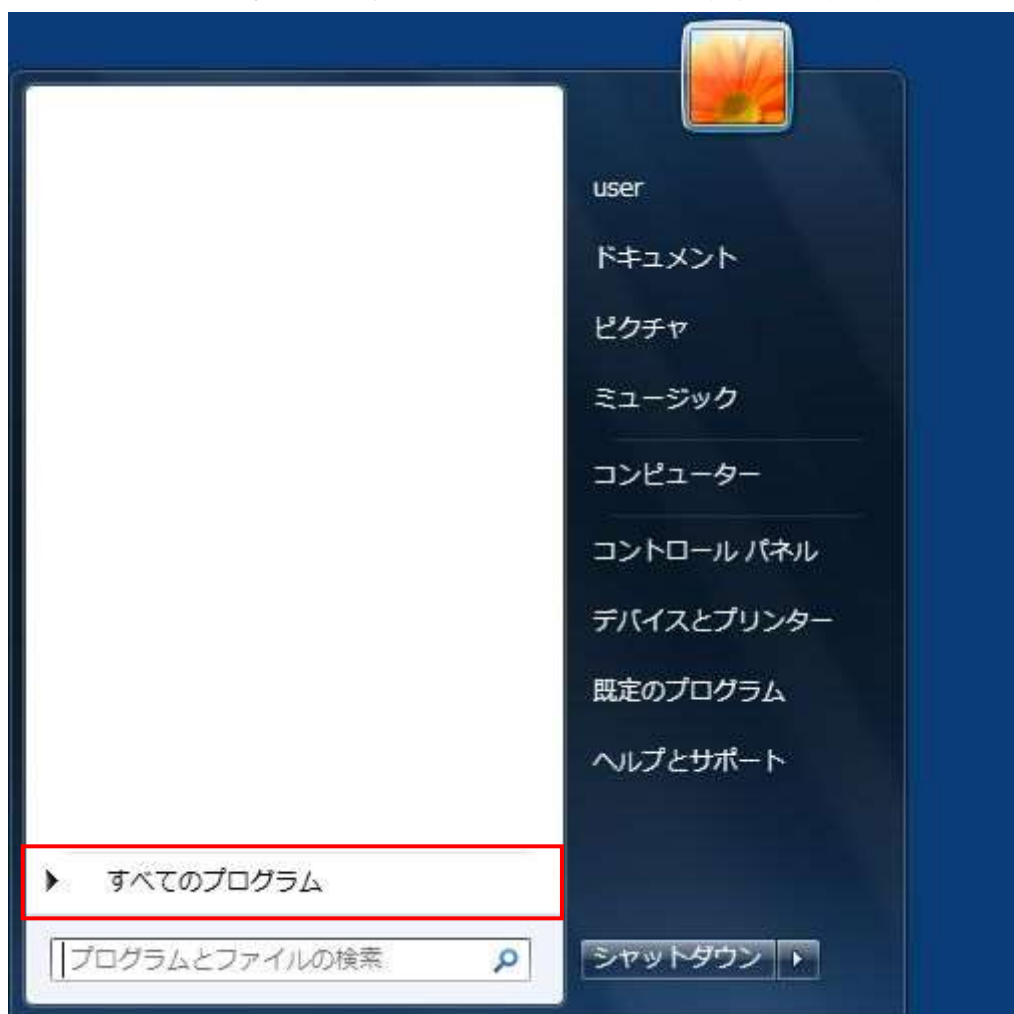 user
ドキュメント
ピクチャ
ミュージック
コンピューター
コントロール パネル
デバイスとプリンター
既定のプログラム
ヘルプとサポート
すべてのプログラム
プログラムとファイルの検索
シャットダウン